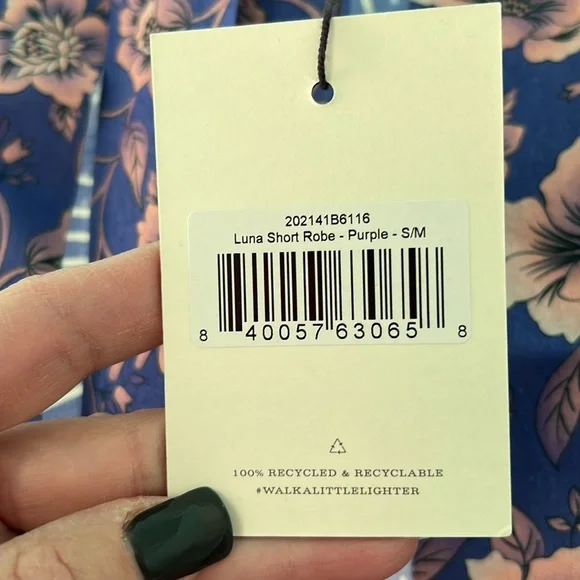 202141B6116
Luna Short Robe - Purple - S/M
8 40057 63065 8
100% RECYCLED & RECYCLABLE
#WALKALITTLELIGHTER